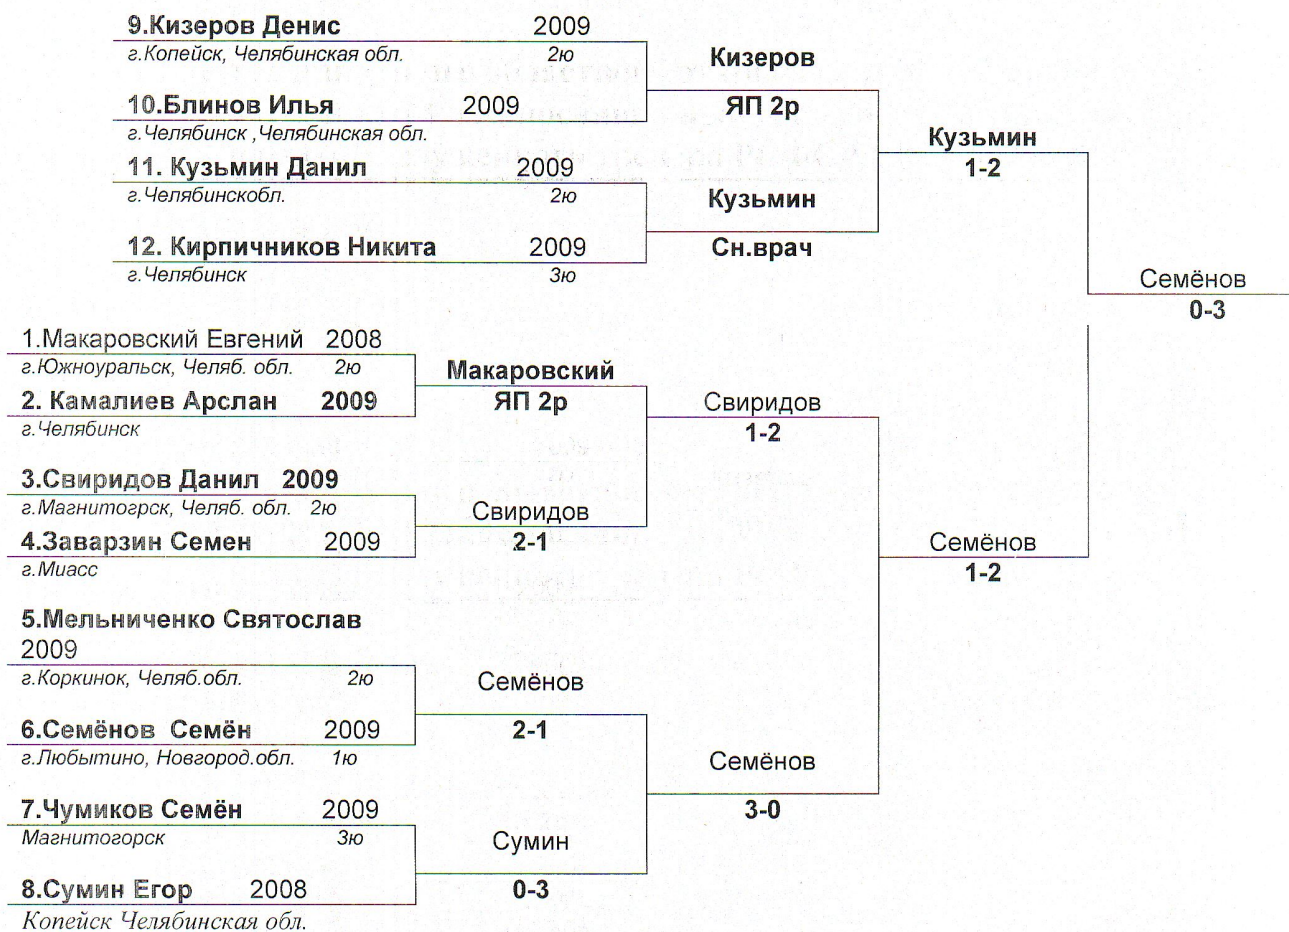 9.Кизеров Денис 2009
г.Копейск, Челябинская обл. 2ю
Кизеров
10.Блинов Илья 2009
ЯП 2р
г.Челябинск ,Челябинская обл.
Кузьмин
11. Кузьмин Данил 2009
1-2
г.Челябинскобл. 2ю
Кузьмин
12. Кирпичников Никита 2009
Сн.врач
г.Челябинск 3ю
Семёнов
0-3
1.Макаровский Евгений 2008
г.Южноуральск, Челяб. обл. 2ю
Макаровский
2. Камалиев Арслан 2009
ЯП 2р
Свиридов
г.Челябинск
1-2
3.Свиридов Данил 2009
г.Магнитогрск, Челяб. обл. 2ю
Свиридов
4.Заварзин Семен 2009
2-1
Семёнов
г.Миасс
1-2
5.Мельниченко Святослав
2009
г.Коркинок, Челяб.обл. 2ю
Семёнов
6.Семёнов Семён 2009
2-1
г.Любытино, Новгород.обл. 1ю
Семёнов
7.Чумиков Семён 2009
3-0
Магнитогорск 3ю
Сумин
8.Сумин Егор 2008
0-3
Копейск Челябинская обл.